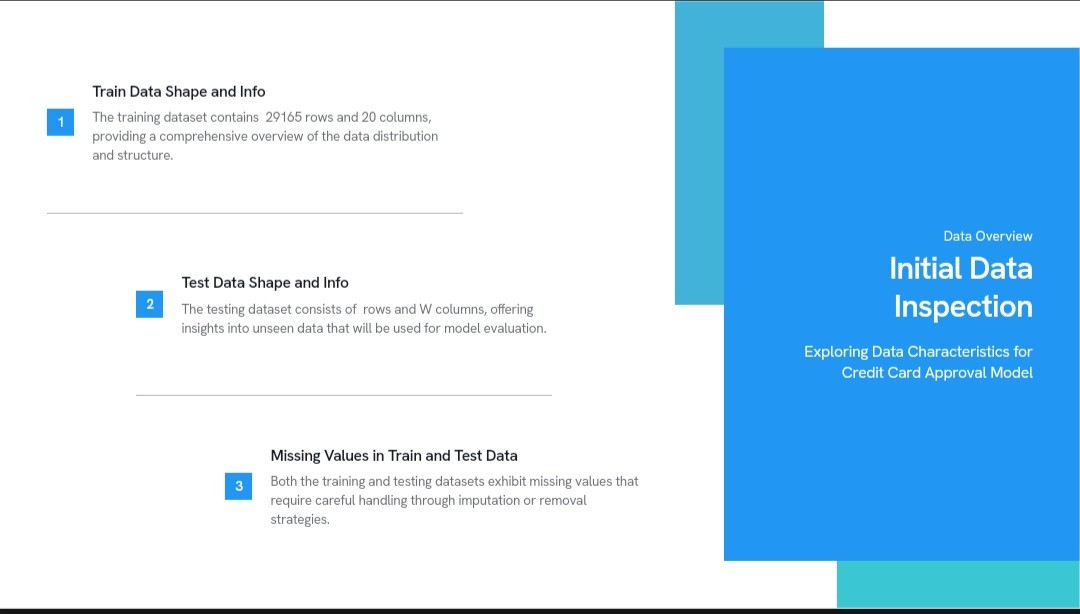 1
Train Data Shape and Info
The training dataset contains  29165 rows and 20 columns,
providing a comprehensive overview of the data distribution
and structure.
2
Test Data Shape and Info
The testing dataset consists of  rows and W columns, offering
insights into unseen data that will be used for model evaluation.
3
Missing Values in Train and Test Data
Both the training and testing datasets exhibit missing values that
require careful handling through imputation or removal
strategies.
Data Overview
Initial Data
Inspection
Exploring Data Characteristics for
Credit Card Approval Model